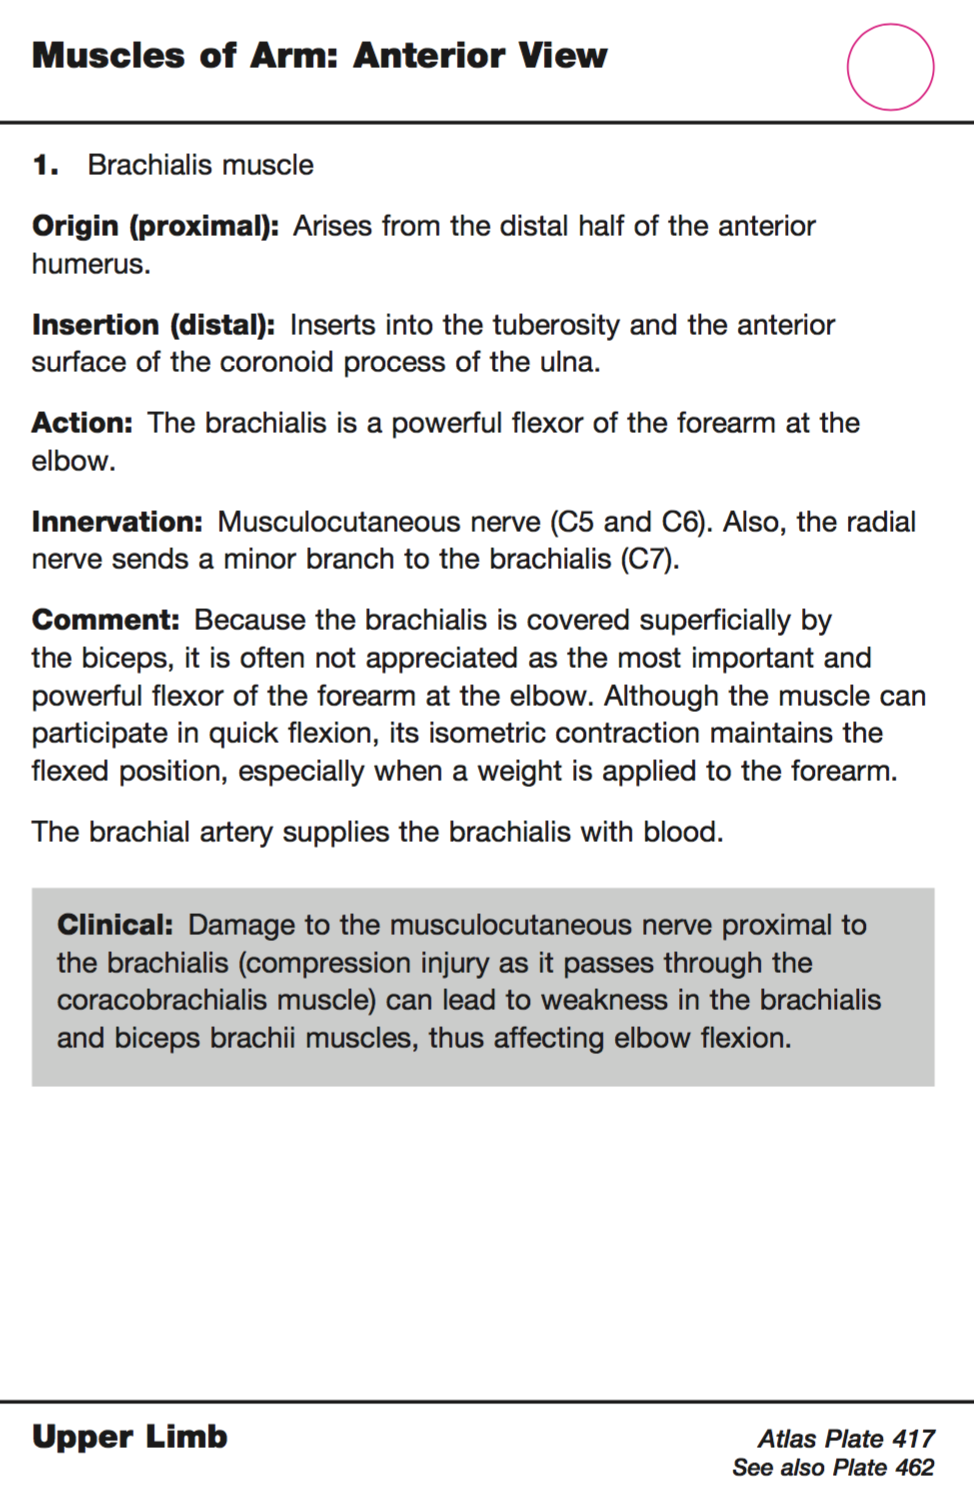 Muscles of Arm: Anterior View
1. Brachialis muscle
Origin (proximal): Arises from the distal half of the anterior
humerus.
Insertion (distal): Inserts into the tuberosity and the anterior
surface of the coronoid process of the ulna.
Action: The brachialis is a powerful flexor of the forearm at the
elbow.
Innervation: Musculocutaneous nerve (C5 and C6). Also, the radial
nerve sends a minor branch to the brachialis (C7).
Comment: Because the brachialis is covered superficially by
the biceps, it is often not appreciated as the most important and
powerful flexor of the forearm at the elbow. Although the muscle can
participate in quick flexion, its isometric contraction maintains the
flexed position, especially when a weight is applied to the forearm.
The brachial artery supplies the brachialis with blood.
Clinical: Damage to the musculocutaneous nerve proximal to
the brachialis (compression injury as it passes through the
coracobrachialis muscle) can lead to weakness in the brachialis
and biceps brachii muscles, thus affecting elbow flexion.
Upper Limb
Atlas Plate 417
See also Plate 462